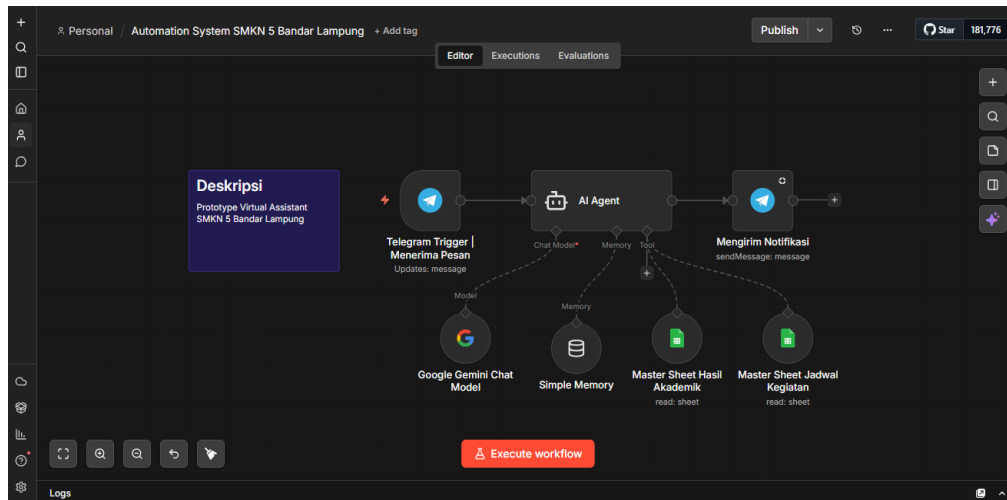 Personal / Automation System SMKN 5 Bandar Lampung + Add tag
Publish
Star 181,776
Editor Executions Evaluations
Deskripsi
Prototype Virtual Assistant
SMKN 5 Bandar Lampung
AI Agent
Chat Model*
Memory
Tool
Telegram Trigger |
Menerima Pesan
Updates: message
Mengirim Notifikasi
sendMessage: message
Model
Memory
Google Gemini Chat
Model
Simple Memory
Master Sheet Hasil
Akademik
read: sheet
Master Sheet Jadwal
Kegiatan
read: sheet
Execute workflow
Logs